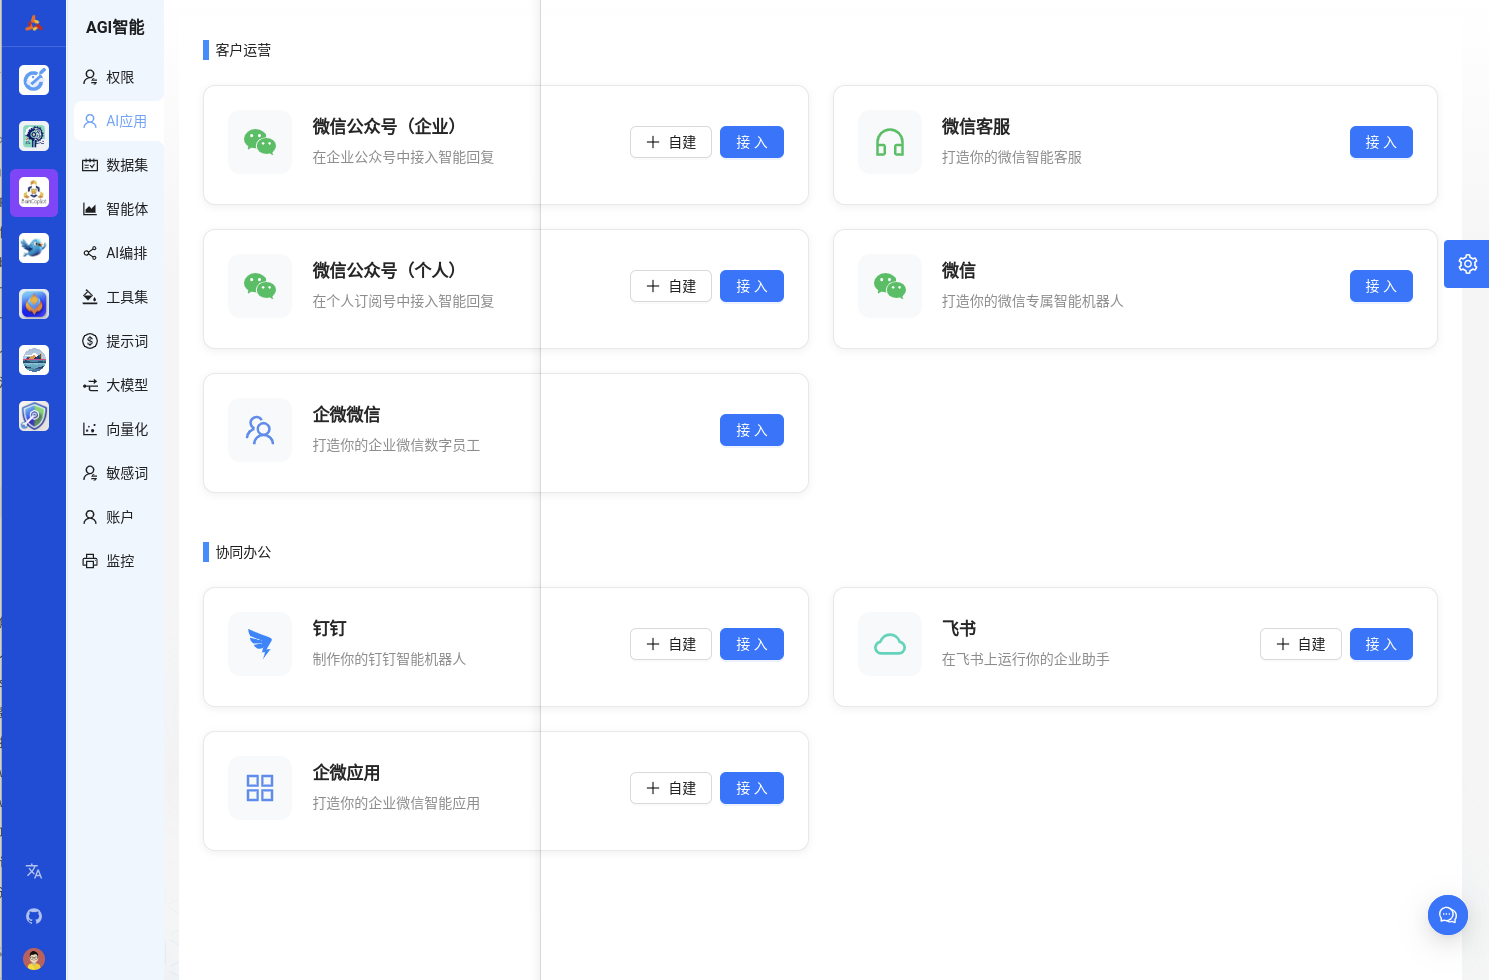 AGI智能
权限
AI应用
数据集
智能体
AI编排
工具集
提示词
大模型
向量化
敏感词
账户
监控
客户运营
微信公众号（企业）
在企业公众号中接入智能回复
自建
接 入
微信客服
打造你的微信智能客服
接 入
微信公众号（个人）
在个人订阅号中接入智能回复
自建
接 入
微信
打造你的微信专属智能机器人
接 入
企微微信
打造你的企业微信数字员工
接 入
协同办公
钉钉
制作你的钉钉智能机器人
自建
接 入
飞书
在飞书上运行你的企业助手
自建
接 入
企微应用
打造你的企业微信智能应用
自建
接 入